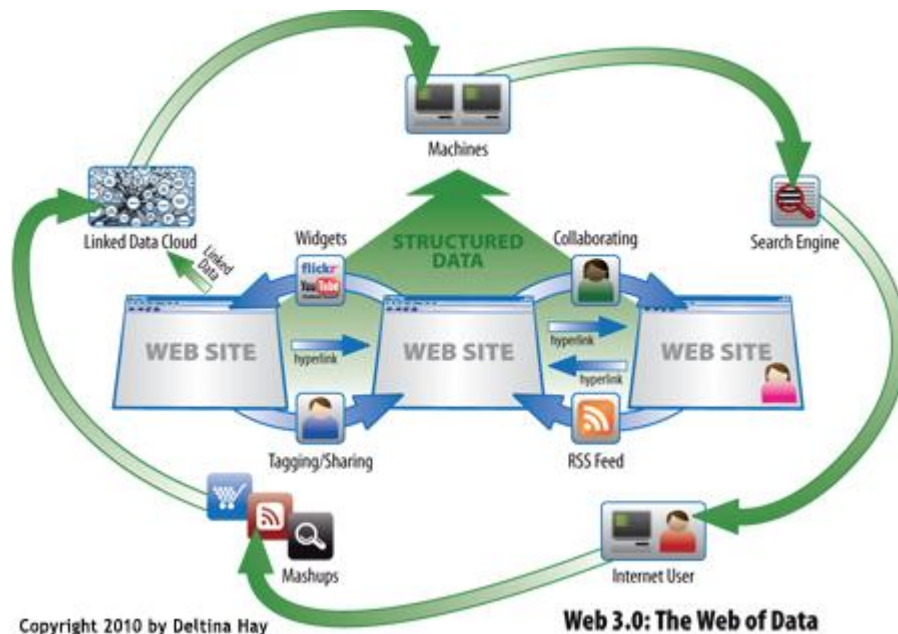 Machines
Linked Data Cloud
Search Engine
Linked
Data
Widgets
STRUCTURED
DATA
Collaborating
flickr
YouTube
WEB SITE
WEB SITE
WEB SITE
hyperlink
hyperlink
hyperlink
Tagging/Sharing
RSS Feed
Mashups
Internet User
Copyright 2010 by Deltina Hay
Web 3.0: The Web of Data